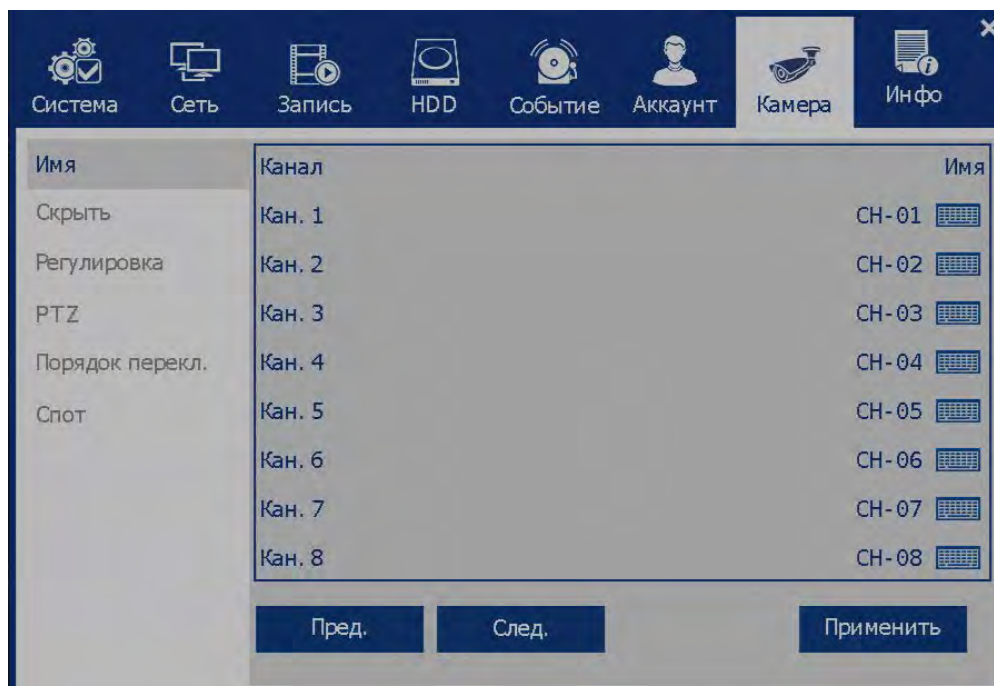 Система Сеть Запись HDD Событие Аккаунт Камера Инфо
Имя
Скрыть
Регулировка
PTZ
Порядок перекл.
Спот
Канал Имя
Кан. 1 CH-01
Кан. 2 CH-02
Кан. 3 CH-03
Кан. 4 CH-04
Кан. 5 CH-05
Кан. 6 CH-06
Кан. 7 CH-07
Кан. 8 CH-08
Пред. След. Применить